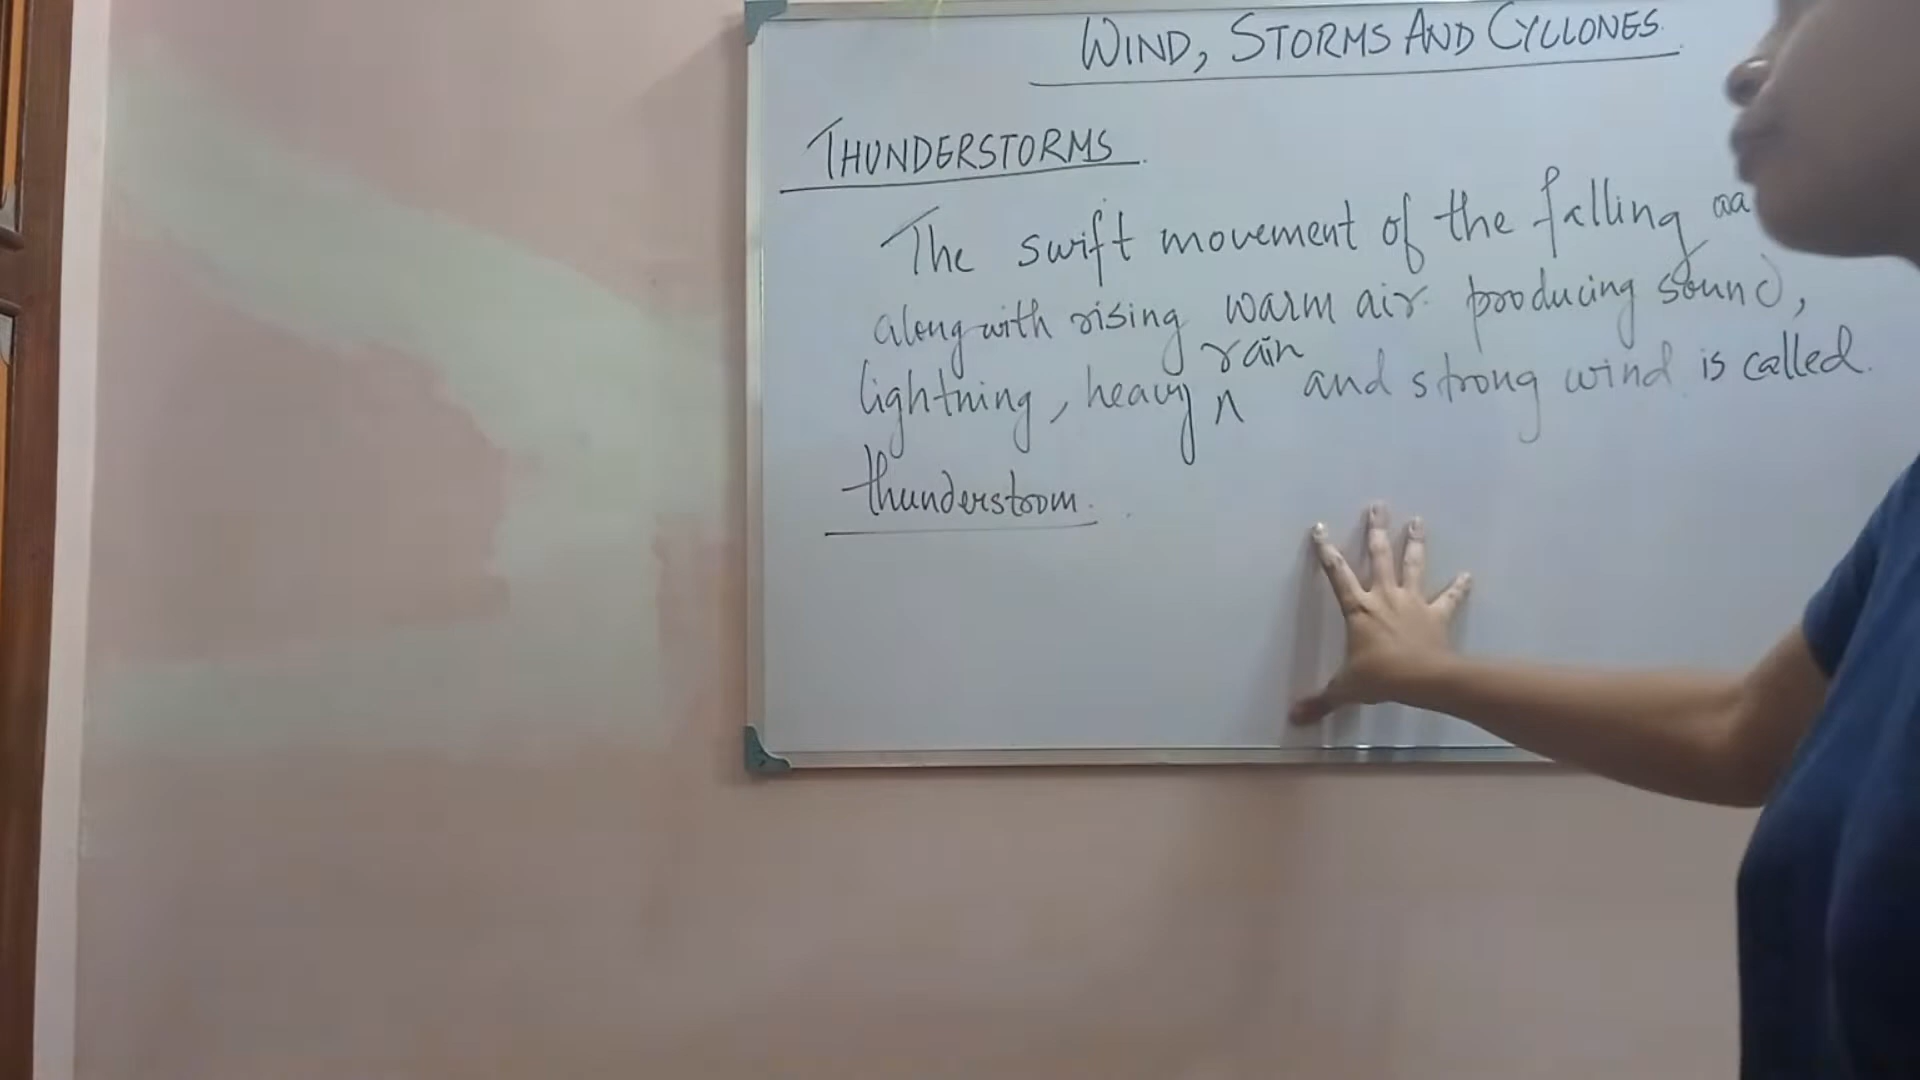 WIND, STORMS AND CYCLONES.
THUNDERSTORMS.
The swift movement of the falling
along with rising warm air producing sound,
lightning, heavy rain and strong wind is called.
thunderstorm.